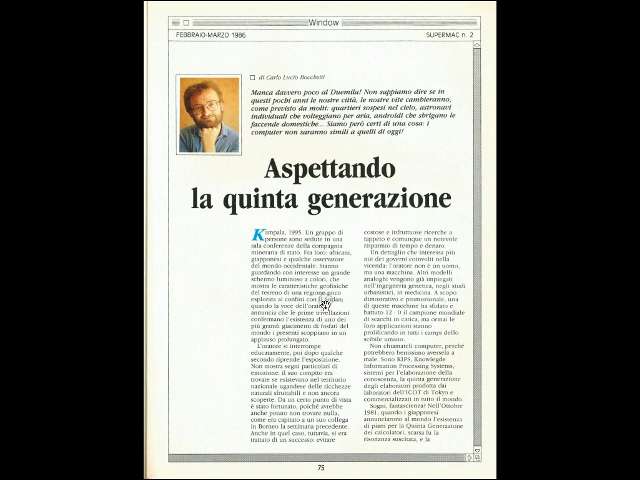 Window
FEBBRAIO-MARZO 1986
SUPERMAC n. 2
di Carlo Lucio Bocchetti
Manca davvero poco al Duemila! Non sappiamo dire se in
questi pochi anni le nostre città, le nostre vite cambieranno,
come previsto da molti: quartieri sospesi nel cielo, astronavi
individuali che volteggiano per aria, androidi che sbrigano le
faccende domestiche... Siamo però certi di una cosa: i
computer non saranno simili a quelli di oggi!
Aspettando
la quinta generazione
Kampala, 1995. Un gruppo di
persone sono sedute in una
sala conferenze della compagnia
mineraria di stato. Fra loro: africani,
giapponesi e qualche osservatore
del mondo occidentale. Stanno
guardando con interesse un grande
schermo luminoso a colori, che
mostra le caratteristiche geofisiche
del terreno di una regione poco
esplorata ai confini con il
quando la voce dell'oratore
annuncia che le prime trivellazioni
confermano l'esistenza di uno dei
più grandi giacimenti di fosfati del
mondo i presenti scoppiano in un
applauso prolungato.
L'oratore si interrompe
educatamente, poi dopo qualche
secondo riprende l'esposizione.
Non mostra segni particolari di
emozione: il suo compito era
trovare se esistevano nel territorio
nazionale ugandese delle ricchezze
naturali sfruttabili e non ancora
scoperte. Da un certo punto di vista
è stato fortunato, poiché avrebbe
anche potuto non trovare nulla,
come era capitato a un suo collega
in Borneo la settimana precedente.
Anche in quel caso, tuttavia, si era
trattato di un successo: evitare
costose e infruttuose ricerche a
tappeto è comunque un notevole
risparmio di tempo e denaro.
Un dettaglio che interessa più
noi dei governi coinvolti nella
vicenda: l'oratore non è un uomo,
ma una macchina. Altri modelli
analoghi vengono già impiegati
nell'ingegneria genetica, negli studi
urbanistici, in medicina. A scopo
dimostrativo e promozionale, una
di queste macchine ha sfidato e
battuto 12 - 0 il campione mondiale
di scacchi in carica, ma ormai le
loro applicazioni stanno
proliferando in tutti i campi dello
scibile umano.
Non chiamateli computer, perché
potrebbero benissimo aversela a
male. Sono KIPS, Knowlegde
Information Processing Systems,
sistemi per l'elaborazione della
conoscenza, la quinta generazione
degli elaboratori prodotta dai
laboratori dell'ICOT di Tokyo e
commercializzati in tutto il mondo.
Sogni, fantascienza? Nell'Ottobre
1981, quando i giapponesi
annunciarono al mondo l'esistenza
di piani per la Quinta Generazione
dei calcolatori, scarsa fu la
risonanza suscitata, e la
75